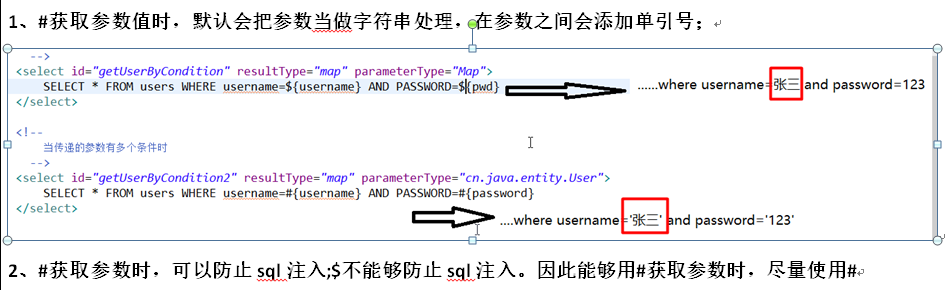 1、#获取参数值时，默认会把参数当做字符串处理，在参数之间会添加单引号；
-->
<select id="getUserByCondition" resultType="map" parameterType="Map">
SELECT * FROM users WHERE username=${username} AND PASSWORD=${pwd}
……where username=张三 and password=123
</select>
<!--
当传递的参数有多个条件时
-->
<select id="getUserByCondition2" resultType="map" parameterType="cn.java.entity.User">
SELECT * FROM users WHERE username=#{username} AND PASSWORD=#{password}
</select>
....where username='张三' and password='123'
2、#获取参数时，可以防止 sql 注入;$不能够防止 sql 注入。因此能够用#获取参数时，尽量使用#